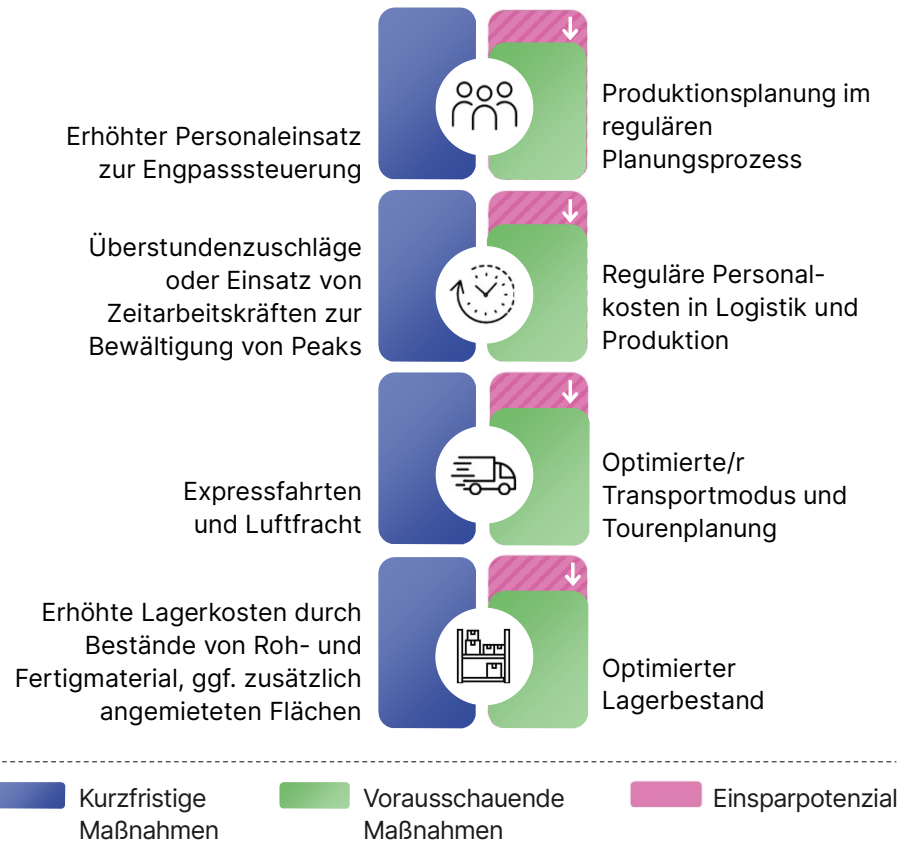 Erhöhter Personaleinsatz
zur Engpasssteuerung
Produktionsplanung im
regulären
Planungsprozess
Überstundenzuschläge
oder Einsatz von
Zeitarbeitskräften zur
Bewältigung von Peaks
Reguläre Personal-
kosten in Logistik und
Produktion
Expressfahrten
und Luftfracht
Optimierte/r
Transportmodus und
Tourenplanung
Erhöhte Lagerkosten durch
Bestände von Roh- und
Fertigmaterial, ggf. zusätzlich
angemieteten Flächen
Optimierter
Lagerbestand
Kurzfristige
Maßnahmen
Vorausschauende
Maßnahmen
Einsparpotenzial